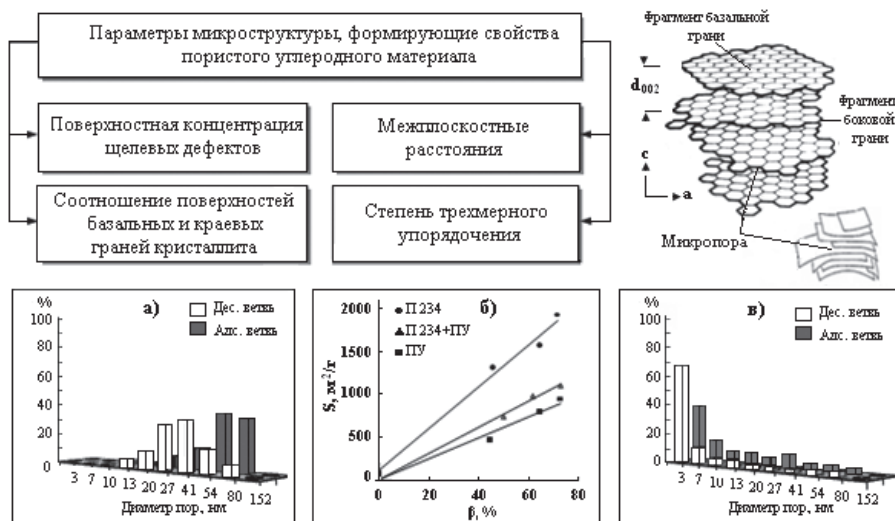 Параметры микроструктуры, формирующие свойства
пористого углеродного материала
Поверхностная концентрация
щелевых дефектов
Межплоскостные
расстояния
Соотношение поверхностей
базальных и краевых
граней кристаллита
Степень трехмерного
упорядочения
Фрагмент базальной
грани
d002
Фрагмент
боковой
грани
c
a
Микропора
а)
%
100
80
60
40
20
0
Дес. ветвь
Адс. ветвь
3 7 10 13 20 27 41 54 80 152
Диаметр пор, нм
б)
S, м²/г
2000
1500
1000
500
0
П 234
П 234+ПУ
ПУ
0 20 40 60 80
β, %
в)
%
100
80
60
40
20
0
Дес. ветвь
Адс. ветвь
3 7 10 13 20 27 41 54 80 152
Диаметр пор, нм